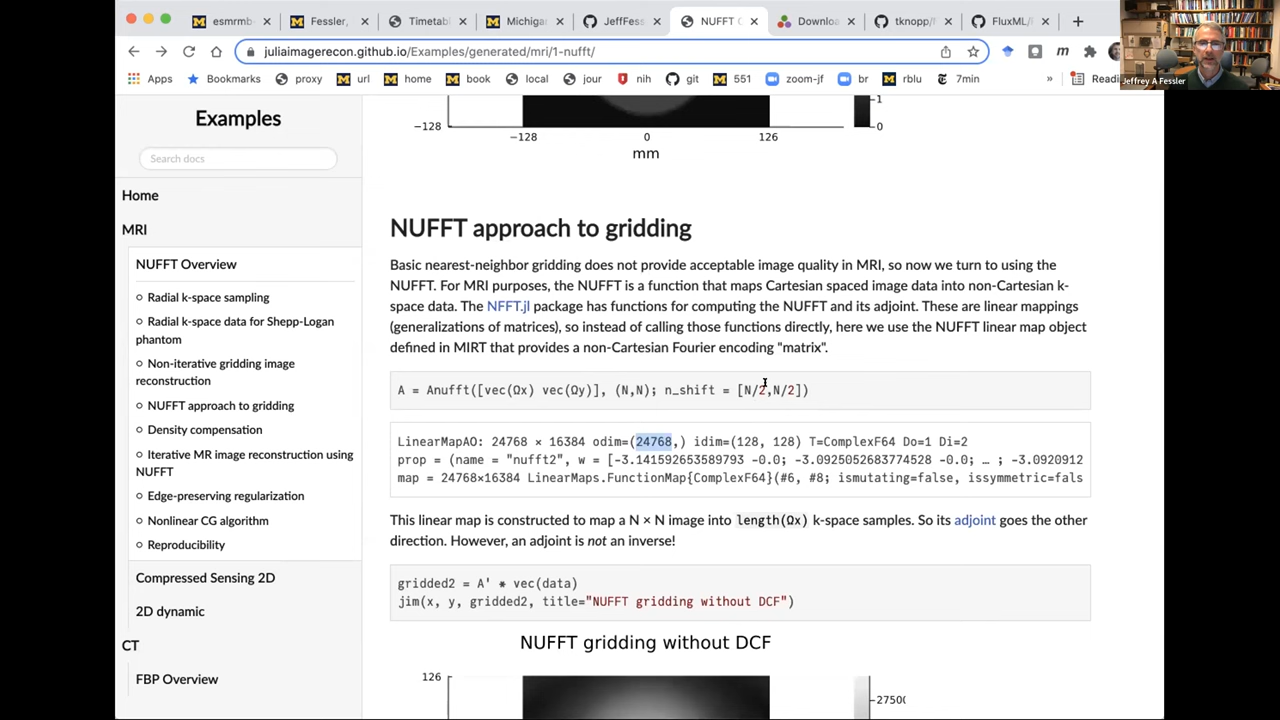 esmrmb-
Fessler,
Timetabl
Michigan
JeffFess
NUFFT O
Downloa
tknopp/
FluxML/
juliaimagerecon.github.io/Examples/generated/mri/1-nufft/
Apps
Bookmarks
proxy
url
home
book
local
jour
nih
git
551
zoom-jf
br
rblu
7min
»
Readi
Jeffrey A Fessler
Examples
Search docs
Home
MRI
NUFFT Overview
Radial k-space sampling
Radial k-space data for Shepp-Logan
phantom
Non-iterative gridding image
reconstruction
NUFFT approach to gridding
Density compensation
Iterative MR image reconstruction using
NUFFT
Edge-preserving regularization
Nonlinear CG algorithm
Reproducibility
Compressed Sensing 2D
2D dynamic
CT
FBP Overview
1
−128
0
−128 0 126
mm
NUFFT approach to gridding
Basic nearest-neighbor gridding does not provide acceptable image quality in MRI, so now we turn to using the
NUFFT. For MRI purposes, the NUFFT is a function that maps Cartesian spaced image data into non-Cartesian k-
space data. The NFFT.jl package has functions for computing the NUFFT and its adjoint. These are linear mappings
(generalizations of matrices), so instead of calling those functions directly, here we use the NUFFT linear map object
defined in MIRT that provides a non-Cartesian Fourier encoding "matrix".
A = Anufft([vec(Ωx) vec(Ωy)], (N,N); n_shift = [N/2,N/2])
LinearMapAO: 24768 × 16384 odim=(24768,) idim=(128, 128) T=ComplexF64 Do=1 Di=2
prop = (name = "nufft2", w = [-3.141592653589793 -0.0; -3.0925052683774528 -0.0; … ; -3.0920912
map = 24768×16384 LinearMaps.FunctionMap{ComplexF64}(#6, #8; ismutating=false, issymmetric=fals
This linear map is constructed to map a N × N image into length(Ωx) k-space samples. So its adjoint goes the other
direction. However, an adjoint is not an inverse!
gridded2 = A' * vec(data)
jim(x, y, gridded2, title="NUFFT gridding without DCF")
NUFFT gridding without DCF
126
2750